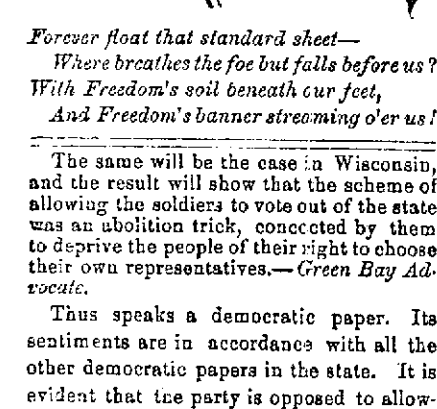 Forever float that standard sheet—
Where breathes the foe but falls before us?
With Freedom's soil beneath our feet,
And Freedom's banner streaming o'er us!
The same will be the case in Wisconsin,
and the result will show that the scheme of
allowing the soldiers to vote out of the state
was an abolition trick, concocted by them
to deprive the people of their right to choose
their own representatives.—Green Bay Ad-
vocate.
Thus speaks a democratic paper. Its
sentiments are in accordance with all the
other democratic papers in the state. It is
evident that the party is opposed to allow-